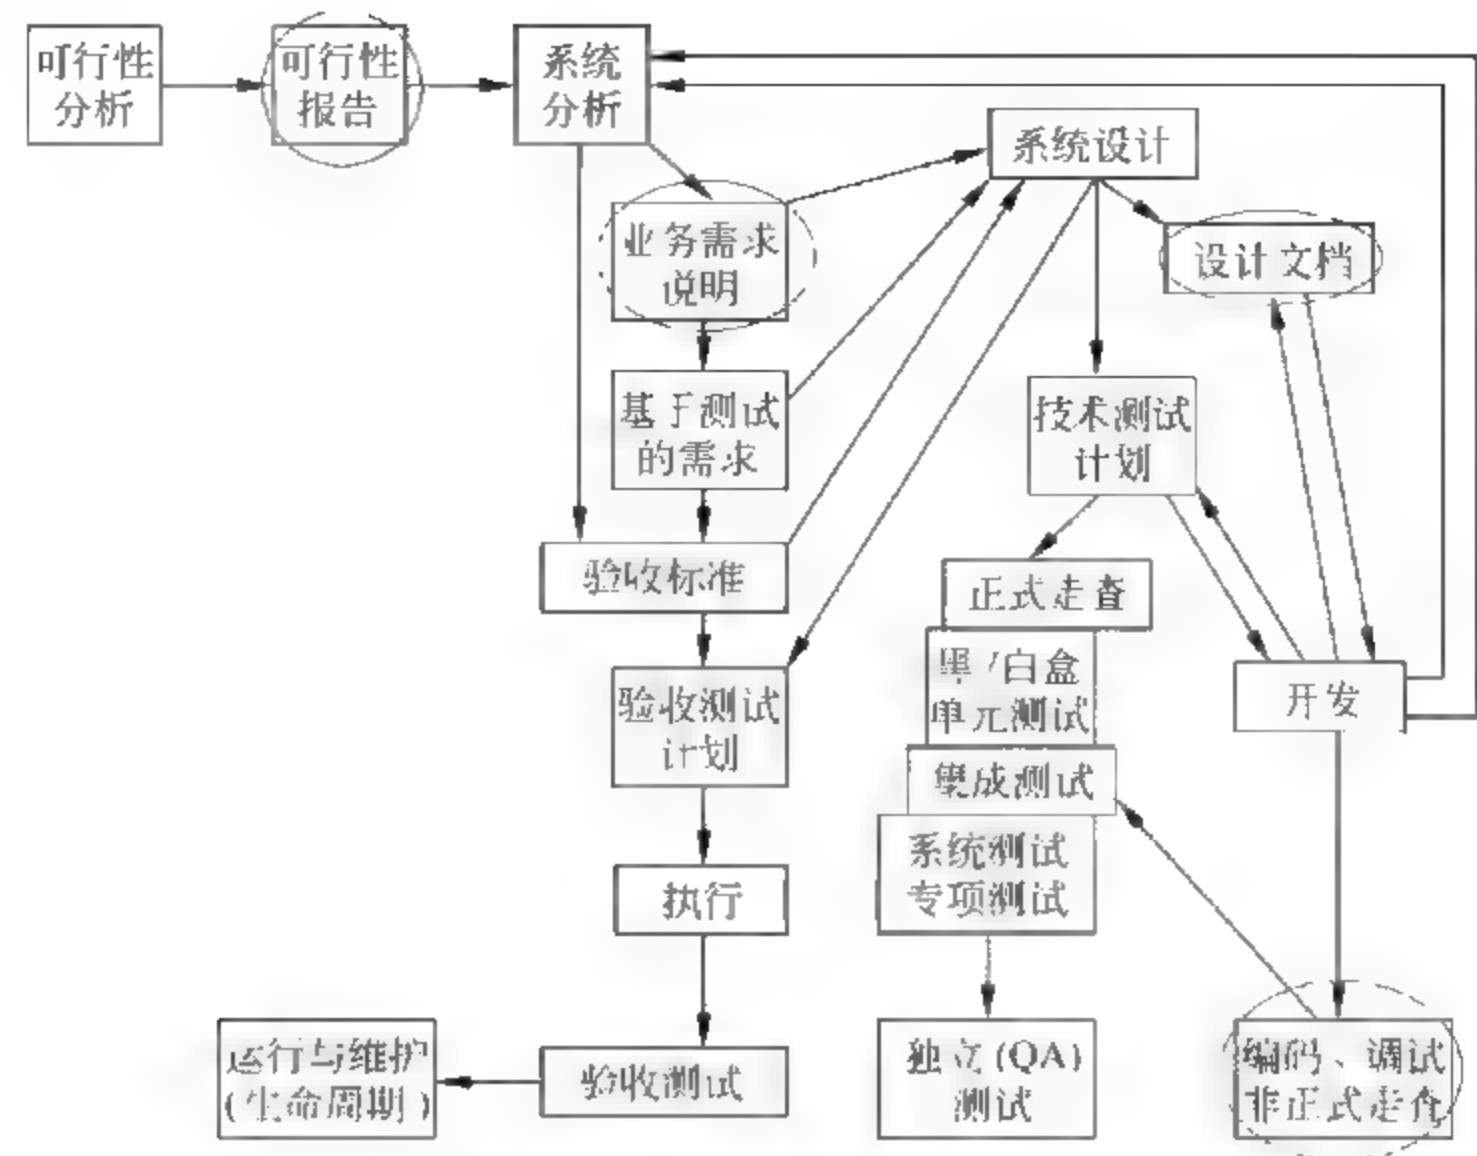 可行性
分析
可行性
报告
系统
分析
系统设计
业务需求
说明
设计文档
基于测试
的需求
技术测试
计划
验收标准
正式走查
黑/白盒
单元测试
验收测试
计划
开发
集成测试
系统测试
专项测试
执行
运行与维护
(生命周期)
验收测试
独立(QA)
测试
编码、调试
非正式走查